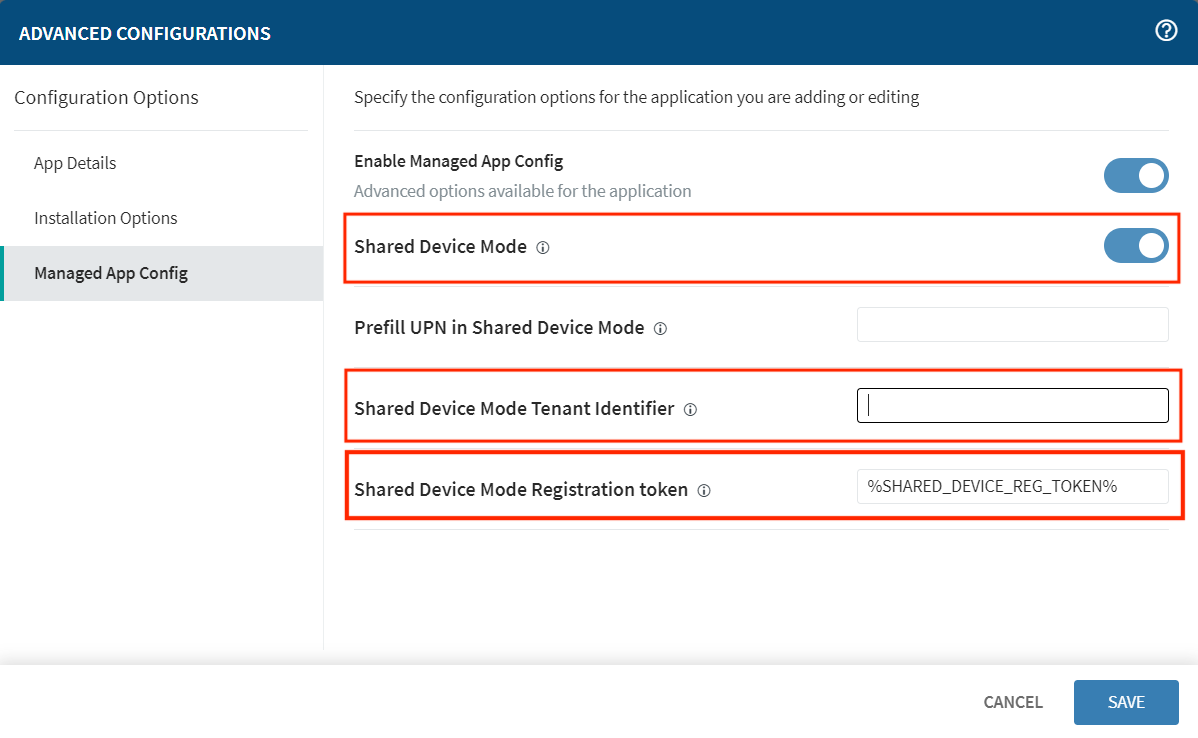 ADVANCED CONFIGURATIONS
Configuration Options
App Details
Installation Options
Managed App Config
Specify the configuration options for the application you are adding or editing
Enable Managed App Config
Advanced options available for the application
Shared Device Mode
Prefill UPN in Shared Device Mode
Shared Device Mode Tenant Identifier
Shared Device Mode Registration token
%SHARED_DEVICE_REG_TOKEN%
CANCEL
SAVE